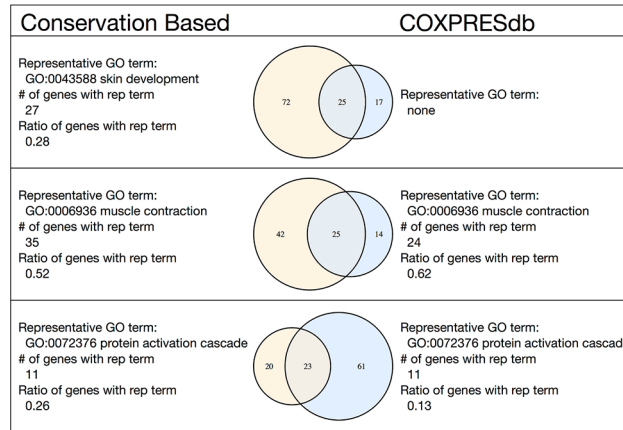 Conservation Based
COXPRESdb
Representative GO term:
GO:0043588 skin development
# of genes with rep term
27
Ratio of genes with rep term
0.28
72
25
17
Representative GO term:
none
Representative GO term:
GO:0006936 muscle contraction
# of genes with rep term
35
Ratio of genes with rep term
0.52
42
25
14
Representative GO term:
GO:0006936 muscle contraction
# of genes with rep term
24
Ratio of genes with rep term
0.62
Representative GO term:
GO:0072376 protein activation cascade
# of genes with rep term
11
Ratio of genes with rep term
0.26
20
23
61
Representative GO term:
GO:0072376 protein activation cascad
# of genes with rep term
11
Ratio of genes with rep term
0.13